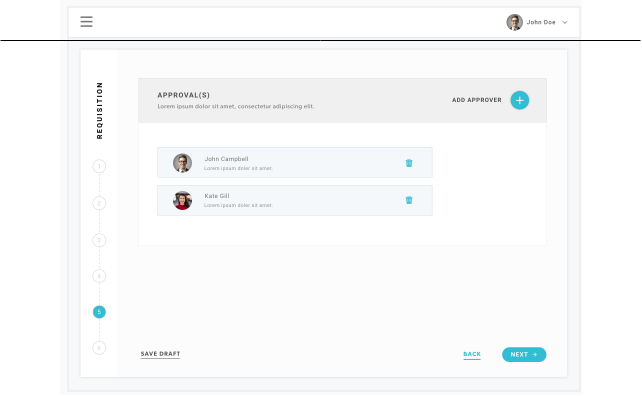 John Doe
REQUISITION
APPROVAL(S)
Lorem ipsum dolor sit amet, consectetur adipiscing elit.
ADD APPROVER
John Campbell
Lorem ipsum dolor sit amet.
Kate Gill
Lorem ipsum doler sit amet.
1
2
3
4
5
6
SAVE DRAFT
BACK
NEXT